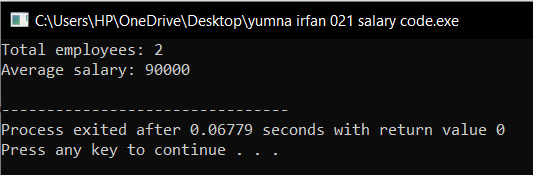 C:\Users\HP\OneDrive\Desktop\yumna irfan 021 salary code.exe
Total employees: 2
Average salary: 90000
--------------------------------
Process exited after 0.06779 seconds with return value 0
Press any key to continue . . .